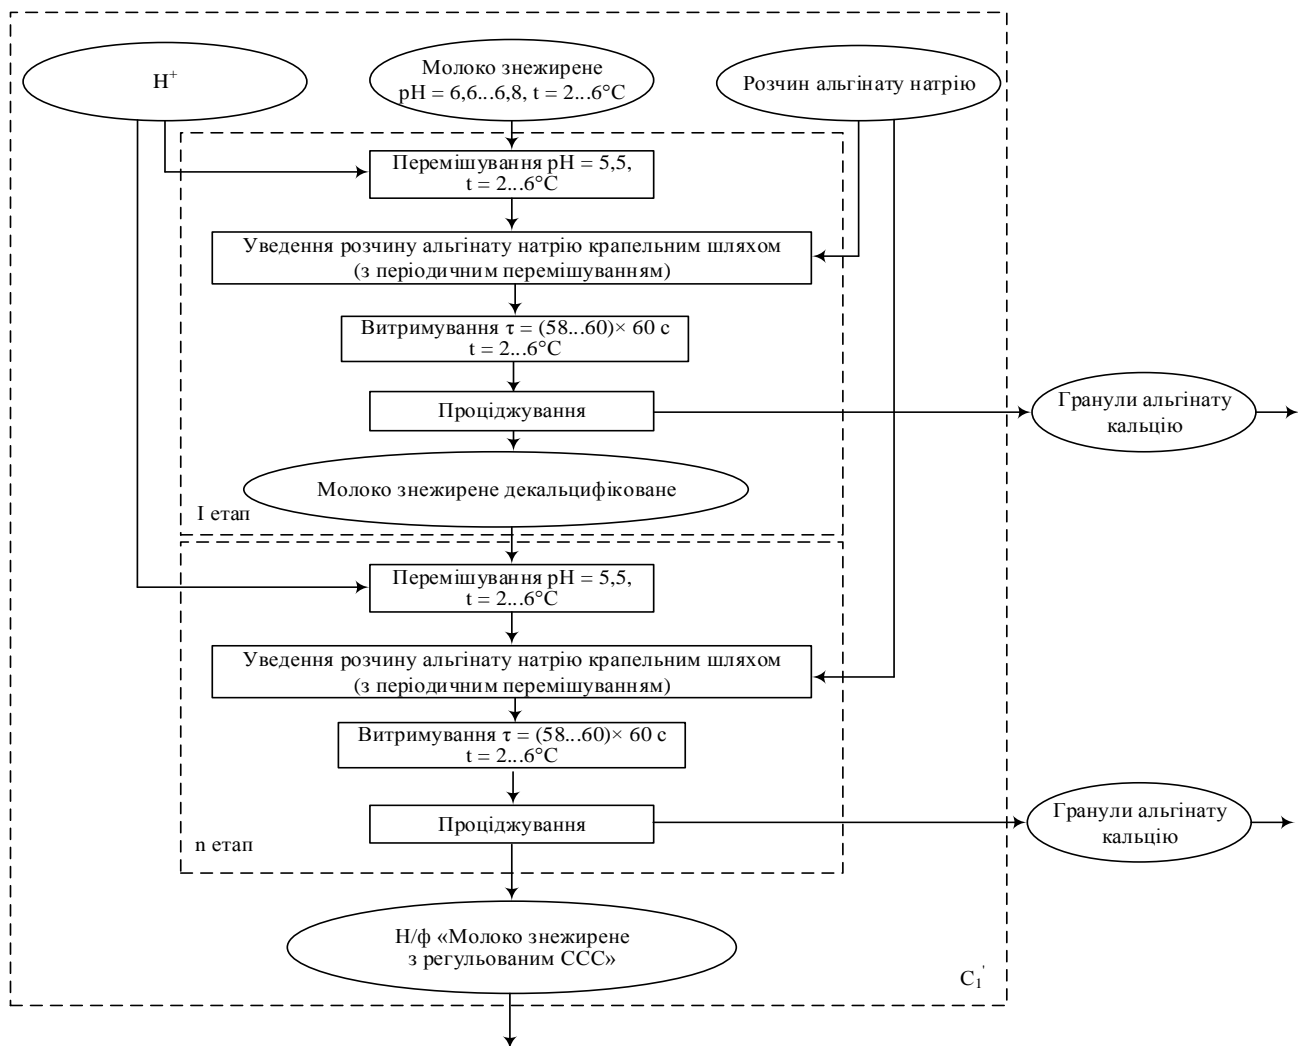 H⁺
Молоко знежирене
pH = 6,6...6,8, t = 2...6°C
Розчин альгінату натрію
Перемішування pH = 5,5,
t = 2...6°C
Уведення розчину альгінату натрію крапельним шляхом
(з періодичним перемішуванням)
Витримування τ = (58...60)× 60 с
t = 2...6°C
Проціджування
Гранули альгінату
кальцію
Молоко знежирене декальцифіковане
I етап
Перемішування pH = 5,5,
t = 2...6°C
Уведення розчину альгінату натрію крапельним шляхом
(з періодичним перемішуванням)
Витримування τ = (58...60)× 60 с
t = 2...6°C
Проціджування
Гранули альгінату
кальцію
n етап
Н/ф «Молоко знежирене
з регульованим ССС»
C₁'